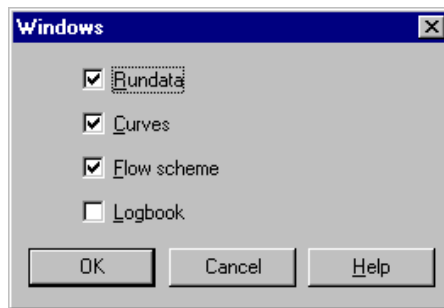 Windows
Rundata
Curves
Flow scheme
Logbook
OK Cancel Help